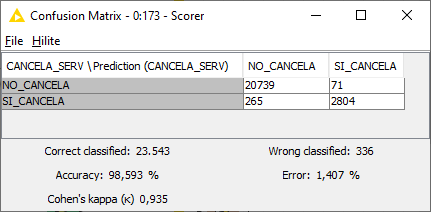 Confusion Matrix - 0:173 - Scorer
File Hilite
CANCELA_SERV \ Prediction (CANCELA_SERV) NO_CANCELA SI_CANCELA
NO_CANCELA 20739 71
SI_CANCELA 265 2804
Correct classified: 23.543 Wrong classified: 336
Accuracy: 98,593 % Error: 1,407 %
Cohen's kappa (κ) 0,935